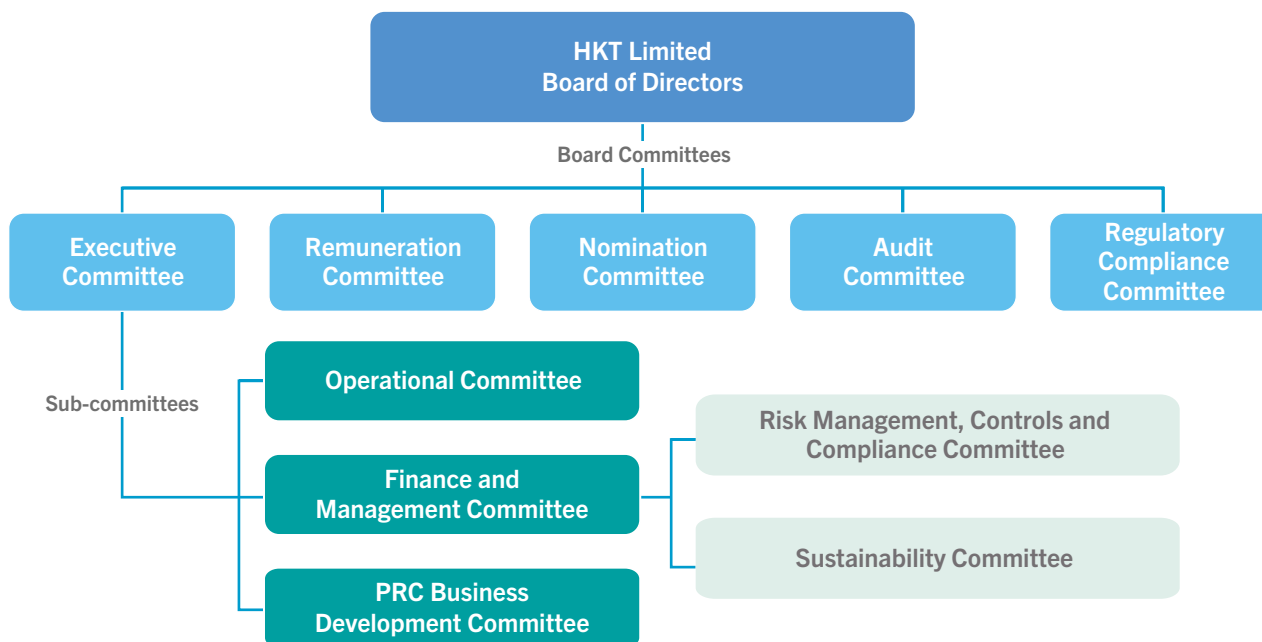 HKT Limited
Board of Directors
Board Committees
Executive
Committee
Remuneration
Committee
Nomination
Committee
Audit
Committee
Regulatory
Compliance
Committee
Sub-committees
Operational Committee
Finance and
Management Committee
PRC Business
Development Committee
Risk Management, Controls and
Compliance Committee
Sustainability Committee